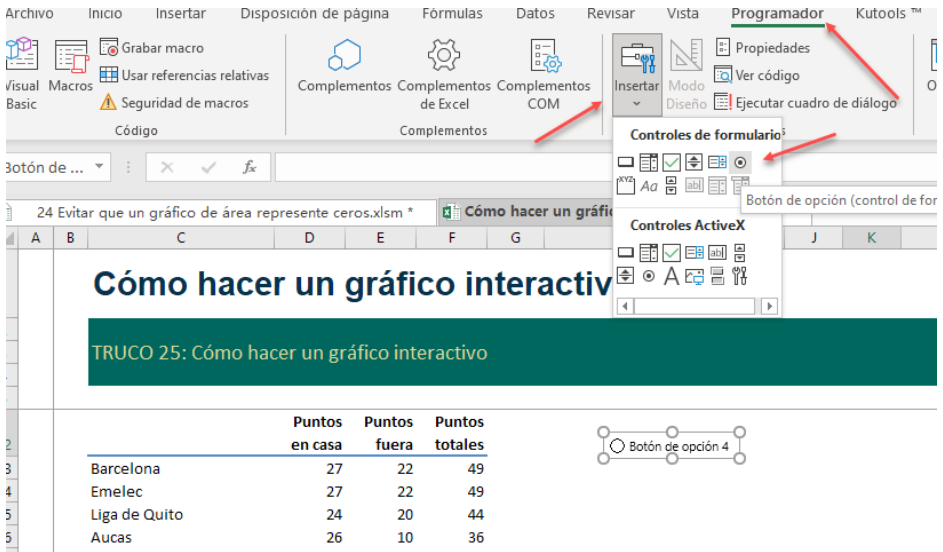 Archivo Inicio Insertar Disposición de página Fórmulas Datos Revisar Vista Programador Kutools ™
Grabar macro
Usar referencias relativas
Seguridad de macros
Visual Basic
Macros
Código
Complementos
Complementos de Excel
Complementos COM
Complementos
Insertar
Modo Diseño
Propiedades
Ver código
Ejecutar cuadro de diálogo
Controles de formulario
XYZ Aa ab
Botón de opción (control de for
Controles ActiveX
ab A
Botón de ... fx
24 Evitar que un gráfico de área represente ceros.xlsm * Cómo hacer un gráfic
A B C D E F G J K
Cómo hacer un gráfico interactiv
TRUCO 25: Cómo hacer un gráfico interactivo
Puntos Puntos Puntos
en casa fuera totales
Botón de opción 4
Barcelona 27 22 49
Emelec 27 22 49
Liga de Quito 24 20 44
Aucas 26 10 36